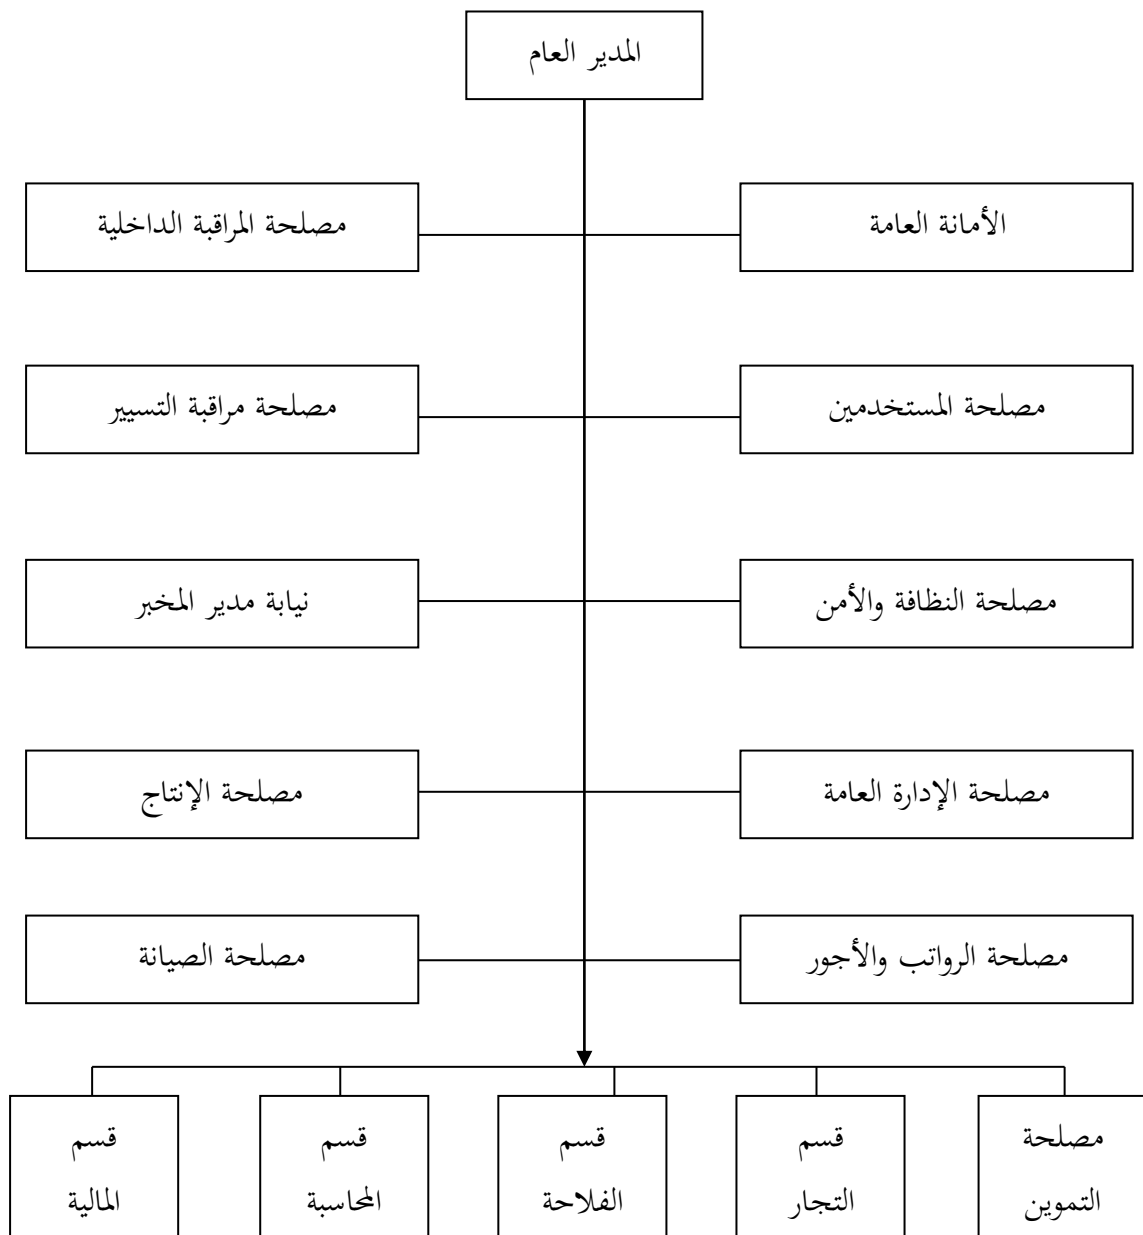 المدير العام
الأمانة العامة
مصلحة المراقبة الداخلية
مصلحة المستخدمين
مصلحة مراقبة التسيير
مصلحة النظافة والأمن
نيابة مدير المخبر
مصلحة الإدارة العامة
مصلحة الإنتاج
مصلحة الرواتب والأجور
مصلحة الصيانة
مصلحة
التموين
قسم
التجار
قسم
الفلاحة
قسم
المحاسبة
قسم
المالية